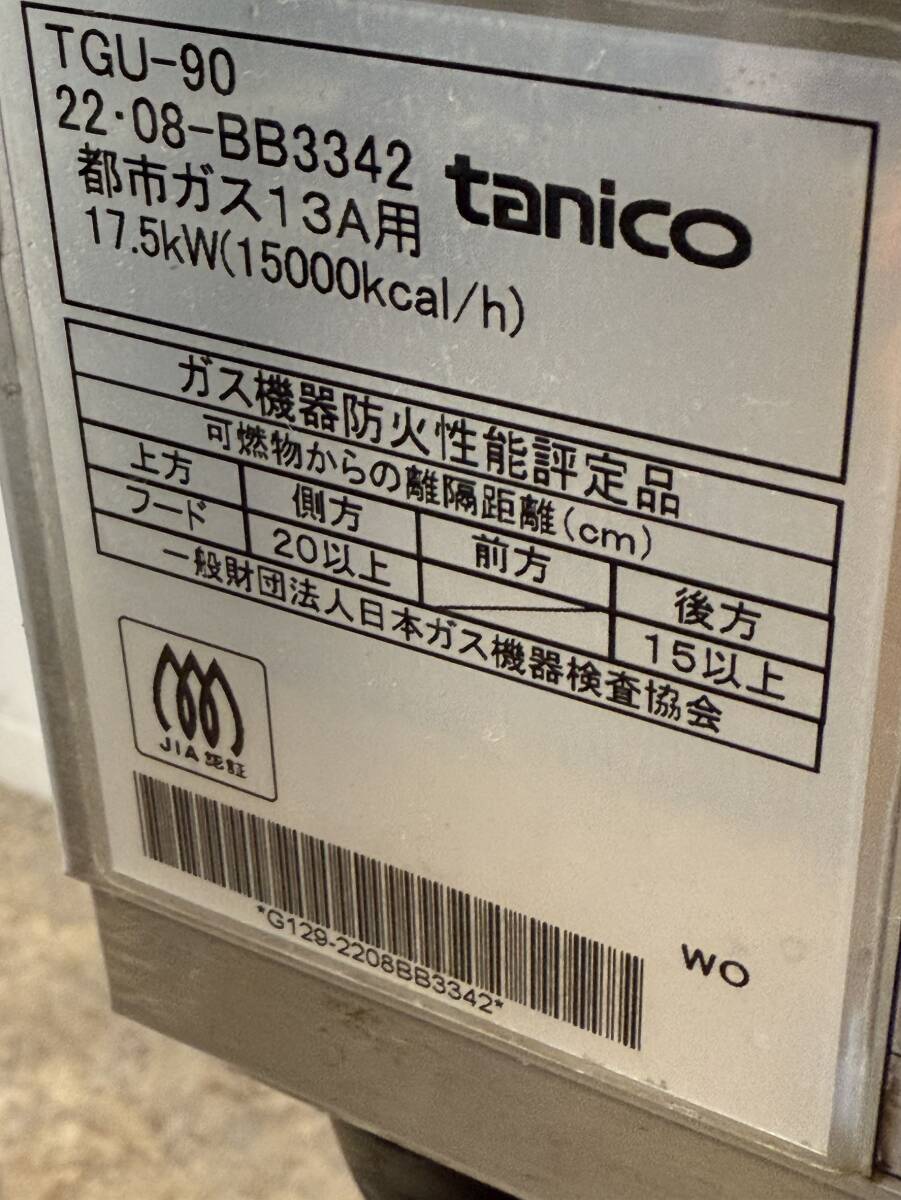 TGU-90
22・08-BB3342
都市ガス13A用
17.5kW(15000kcal/h)
tanico
ガス機器防火性能評定品
可燃物からの離隔距離(cm)
上方 側方 前方 後方
フード 20以上 15以上
一般財団法人日本ガス機器検査協会
JIA 認証
*G129-2208BB3342*
WO